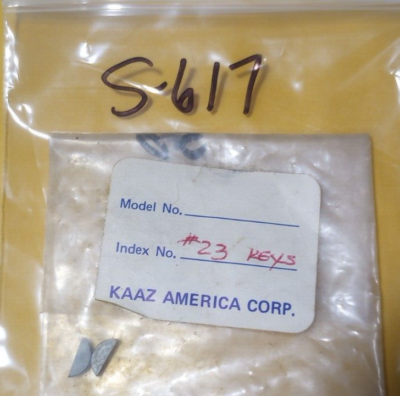 S-617
Model No.
Index No. #23 KEYS
KAAZ AMERICA CORP.